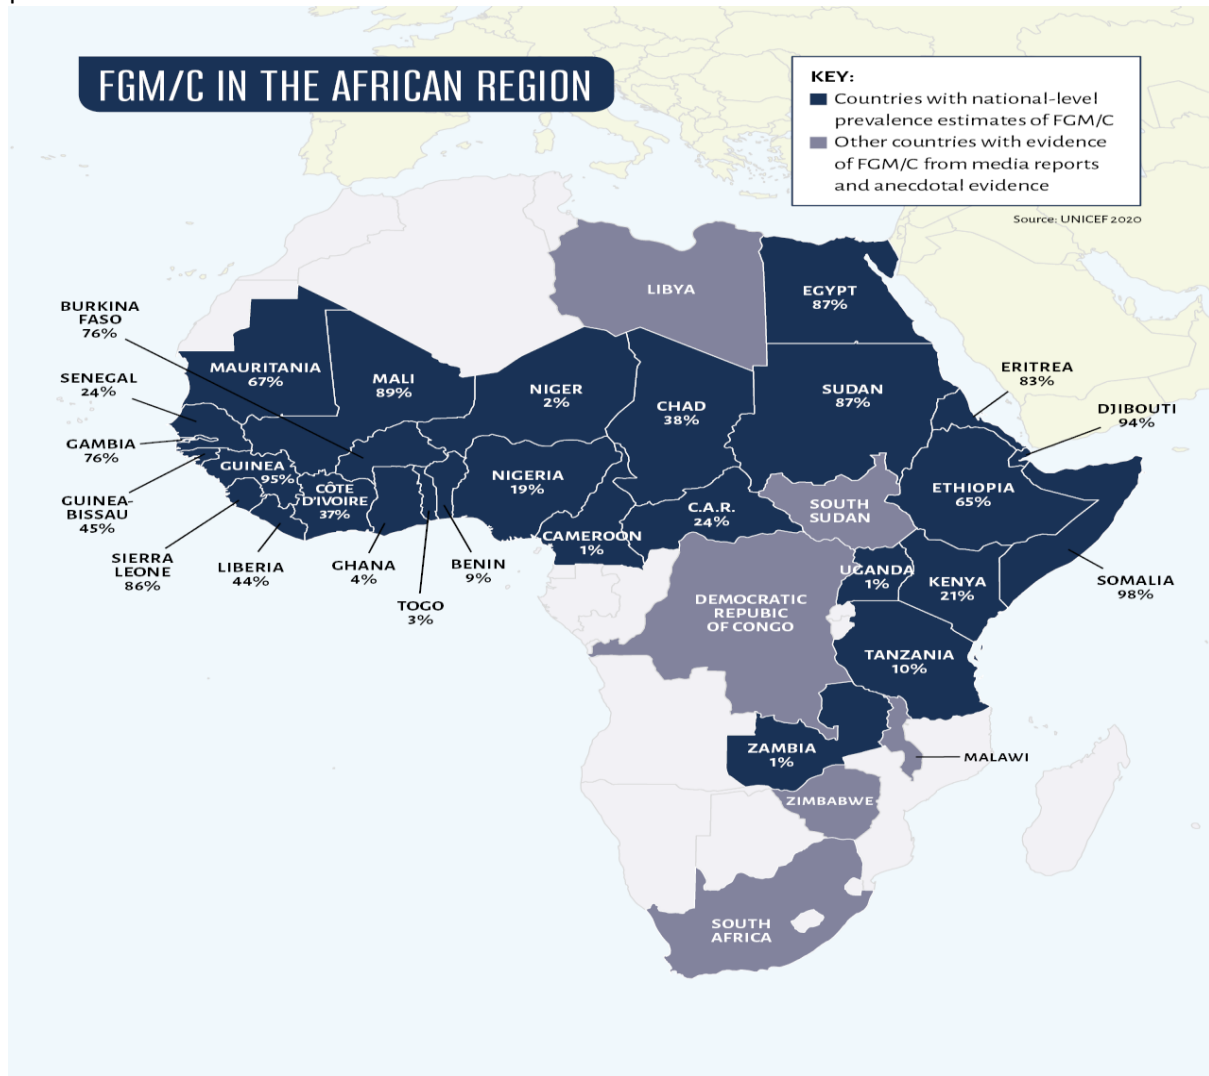 FGM/C IN THE AFRICAN REGION
KEY:
Countries with national-level
prevalence estimates of FGM/C
Other countries with evidence
of FGM/C from media reports
and anecdotal evidence
Source: UNICEF 2020
LIBYA
EGYPT
87%
BURKINA
FASO
76%
MAURITANIA
67%
MALI
89%
NIGER
2%
CHAD
38%
SUDAN
87%
ERITREA
83%
SENEGAL
24%
DJIBOUTI
94%
GAMBIA
76%
GUINEA
95%
CÔTE
D'IVOIRE
37%
NIGERIA
19%
C.A.R.
24%
SOUTH
SUDAN
ETHIOPIA
65%
GUINEA-
BISSAU
45%
SIERRA
LEONE
86%
LIBERIA
44%
GHANA
4%
TOGO
3%
BENIN
9%
CAMEROON
1%
UGANDA
1%
KENYA
21%
SOMALIA
98%
DEMOCRATIC
REPUBIC
OF CONGO
TANZANIA
10%
ZAMBIA
1%
MALAWI
ZIMBABWE
SOUTH
AFRICA